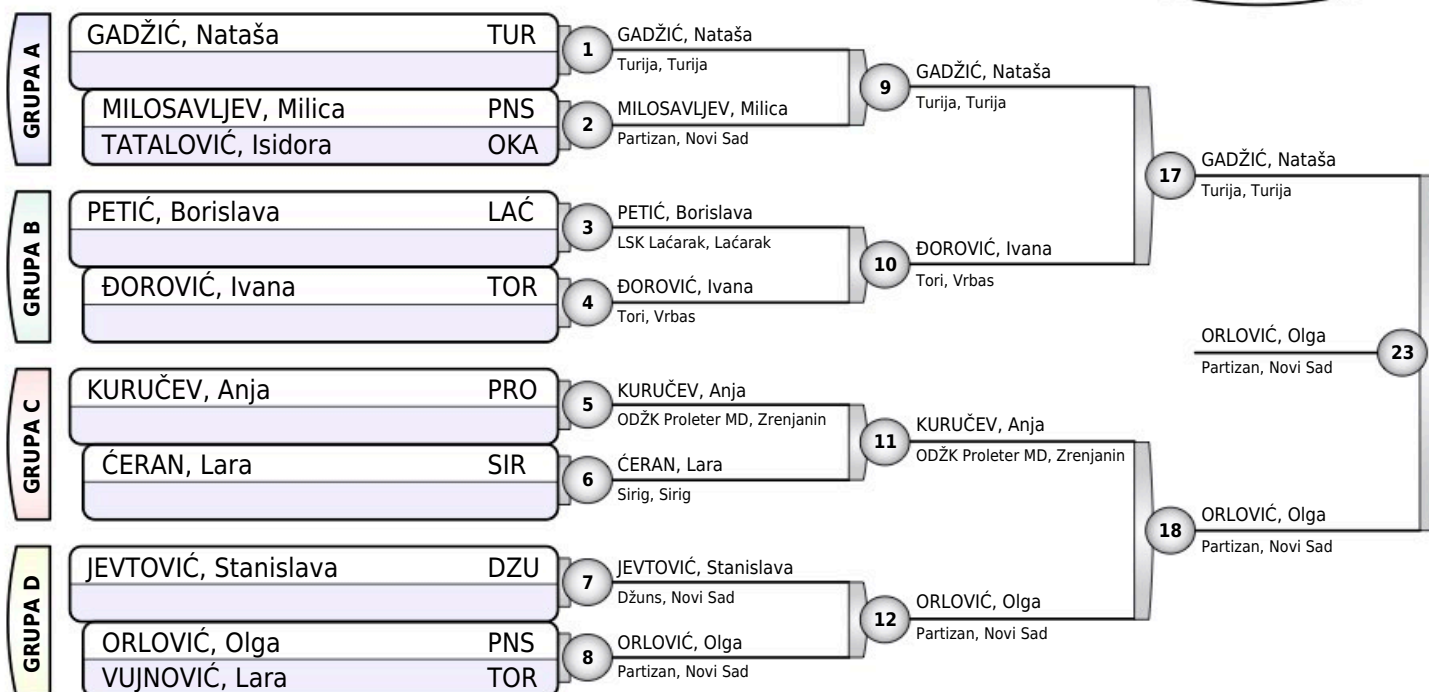 GRUPA A
GADŽIĆ, Nataša TUR
MILOSAVLJEV, Milica PNS
TATALOVIĆ, Isidora OKA
GRUPA B
PETIĆ, Borislava LAĆ
ĐOROVIĆ, Ivana TOR
GRUPA C
KURUČEV, Anja PRO
ĆERAN, Lara SIR
GRUPA D
JEVTOVIĆ, Stanislava DZU
ORLOVIĆ, Olga PNS
VUJNOVIĆ, Lara TOR
1
GADŽIĆ, Nataša
Turija, Turija
2
MILOSAVLJEV, Milica
Partizan, Novi Sad
3
PETIĆ, Borislava
LSK Laćarak, Laćarak
4
ĐOROVIĆ, Ivana
Tori, Vrbas
5
KURUČEV, Anja
ODŽK Proleter MD, Zrenjanin
6
ĆERAN, Lara
Sirig, Sirig
7
JEVTOVIĆ, Stanislava
Džuns, Novi Sad
8
ORLOVIĆ, Olga
Partizan, Novi Sad
9
GADŽIĆ, Nataša
Turija, Turija
10
ĐOROVIĆ, Ivana
Tori, Vrbas
11
KURUČEV, Anja
ODŽK Proleter MD, Zrenjanin
12
ORLOVIĆ, Olga
Partizan, Novi Sad
17
GADŽIĆ, Nataša
Turija, Turija
18
ORLOVIĆ, Olga
Partizan, Novi Sad
ORLOVIĆ, Olga
Partizan, Novi Sad
23